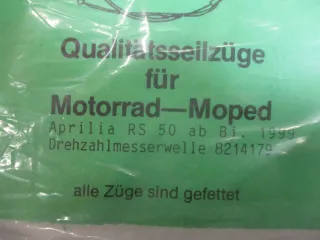 Qualitätsseilzüge
für
Motorrad—Moped
Aprilia RS 50 ab Bj. 1999
Drehzahlmesserwelle 8214179
alle Züge sind gefettet